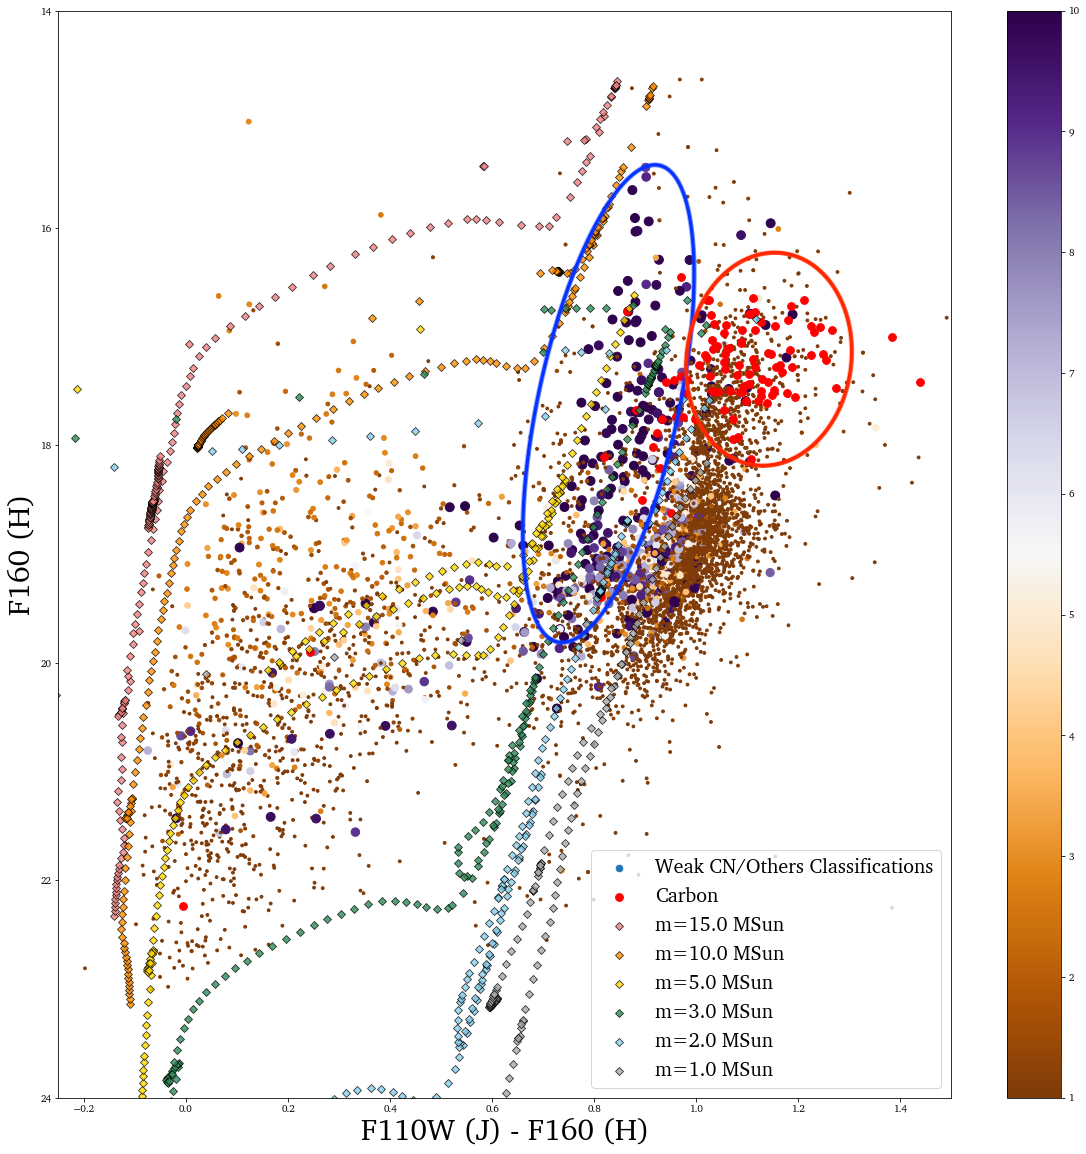 14
16
18
20
22
24
F160 (H)
−0.2 0.0 0.2 0.4 0.6 0.8 1.0 1.2 1.4
F110W (J) - F160 (H)
Weak CN/Others Classifications
Carbon
m=15.0 MSun
m=10.0 MSun
m=5.0 MSun
m=3.0 MSun
m=2.0 MSun
m=1.0 MSun
10
9
8
7
6
5
4
3
2
1